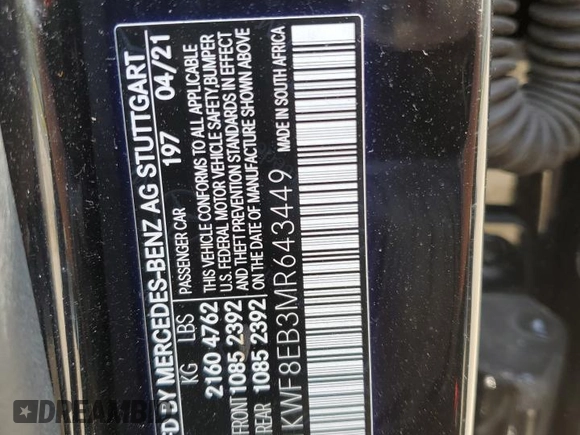 FD BY MERCEDES-BENZ AG STUTTGART
197 04/21
KG LBS PASSENGER CAR
2160 4762 THIS VEHICLE CONFORMS TO ALL APPLICABLE
U.S. FEDERAL MOTOR VEHICLE SAFETY, BUMPER
FRONT 1085 2392 AND THEFT PREVENTION STANDARDS IN EFFECT
REAR 1085 2392 ON THE DATE OF MANUFACTURE SHOWN ABOVE
KWF8EB3MR643449 MADE IN SOUTH AFRICA